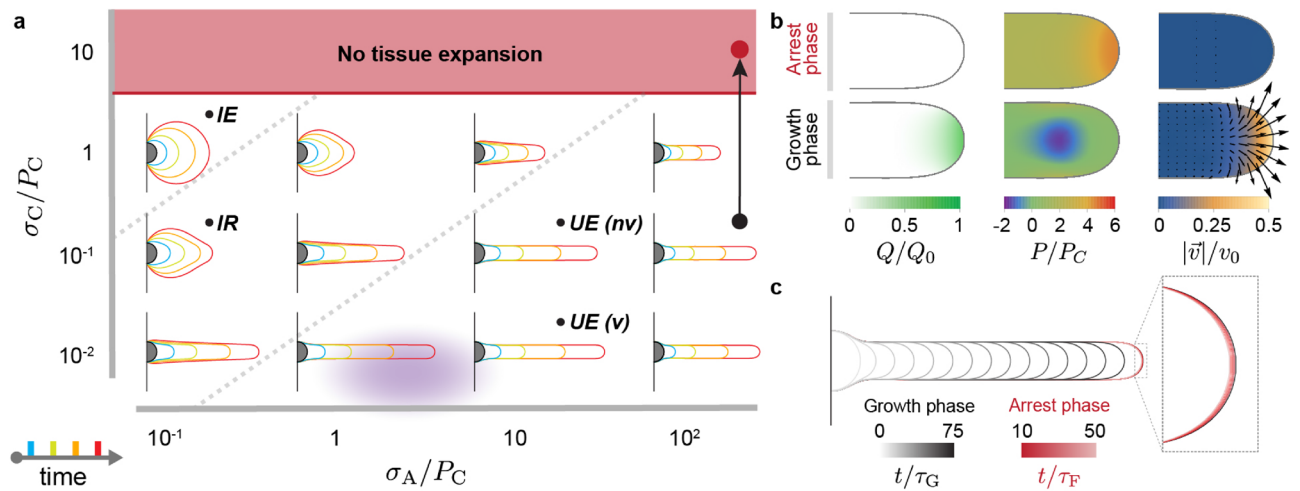 a
σC/PC
10
1
10-1
10-2
No tissue expansion
IE
IR
UE (nv)
UE (v)
10-1
1
10
10²
σA/PC
time
b
Arrest phase
Growth phase
0
0.5
1
Q/Q0
-2
0
2
4
6
P/PC
0
0.25
0.5
|v⃗|/v0
c
Growth phase
0
75
t/τG
Arrest phase
10
50
t/τF